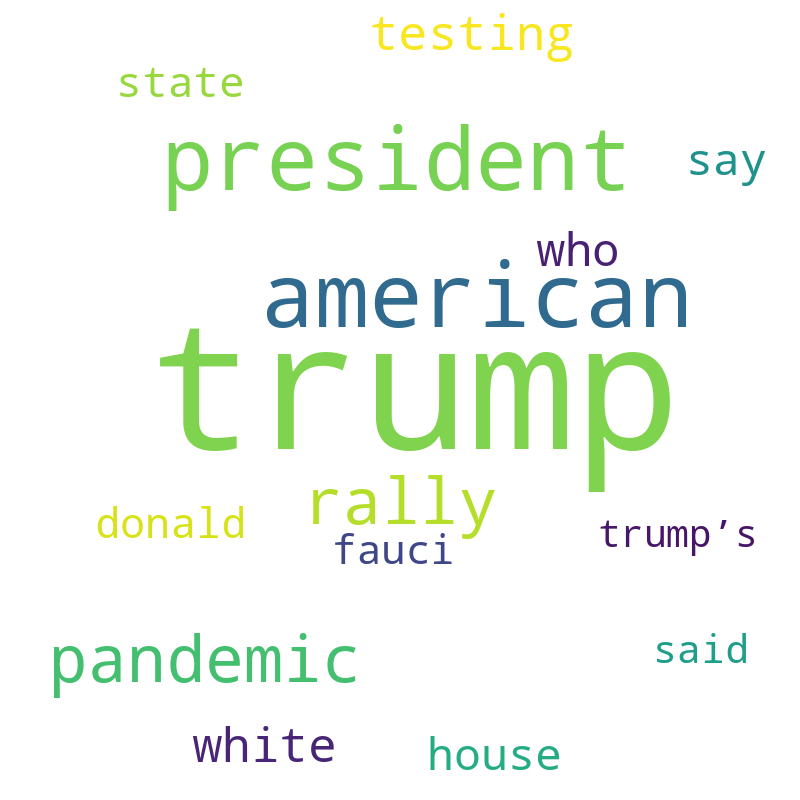 testing
state
president
say
who
american
trump
rally
donald
fauci
trump’s
pandemic
said
white
house